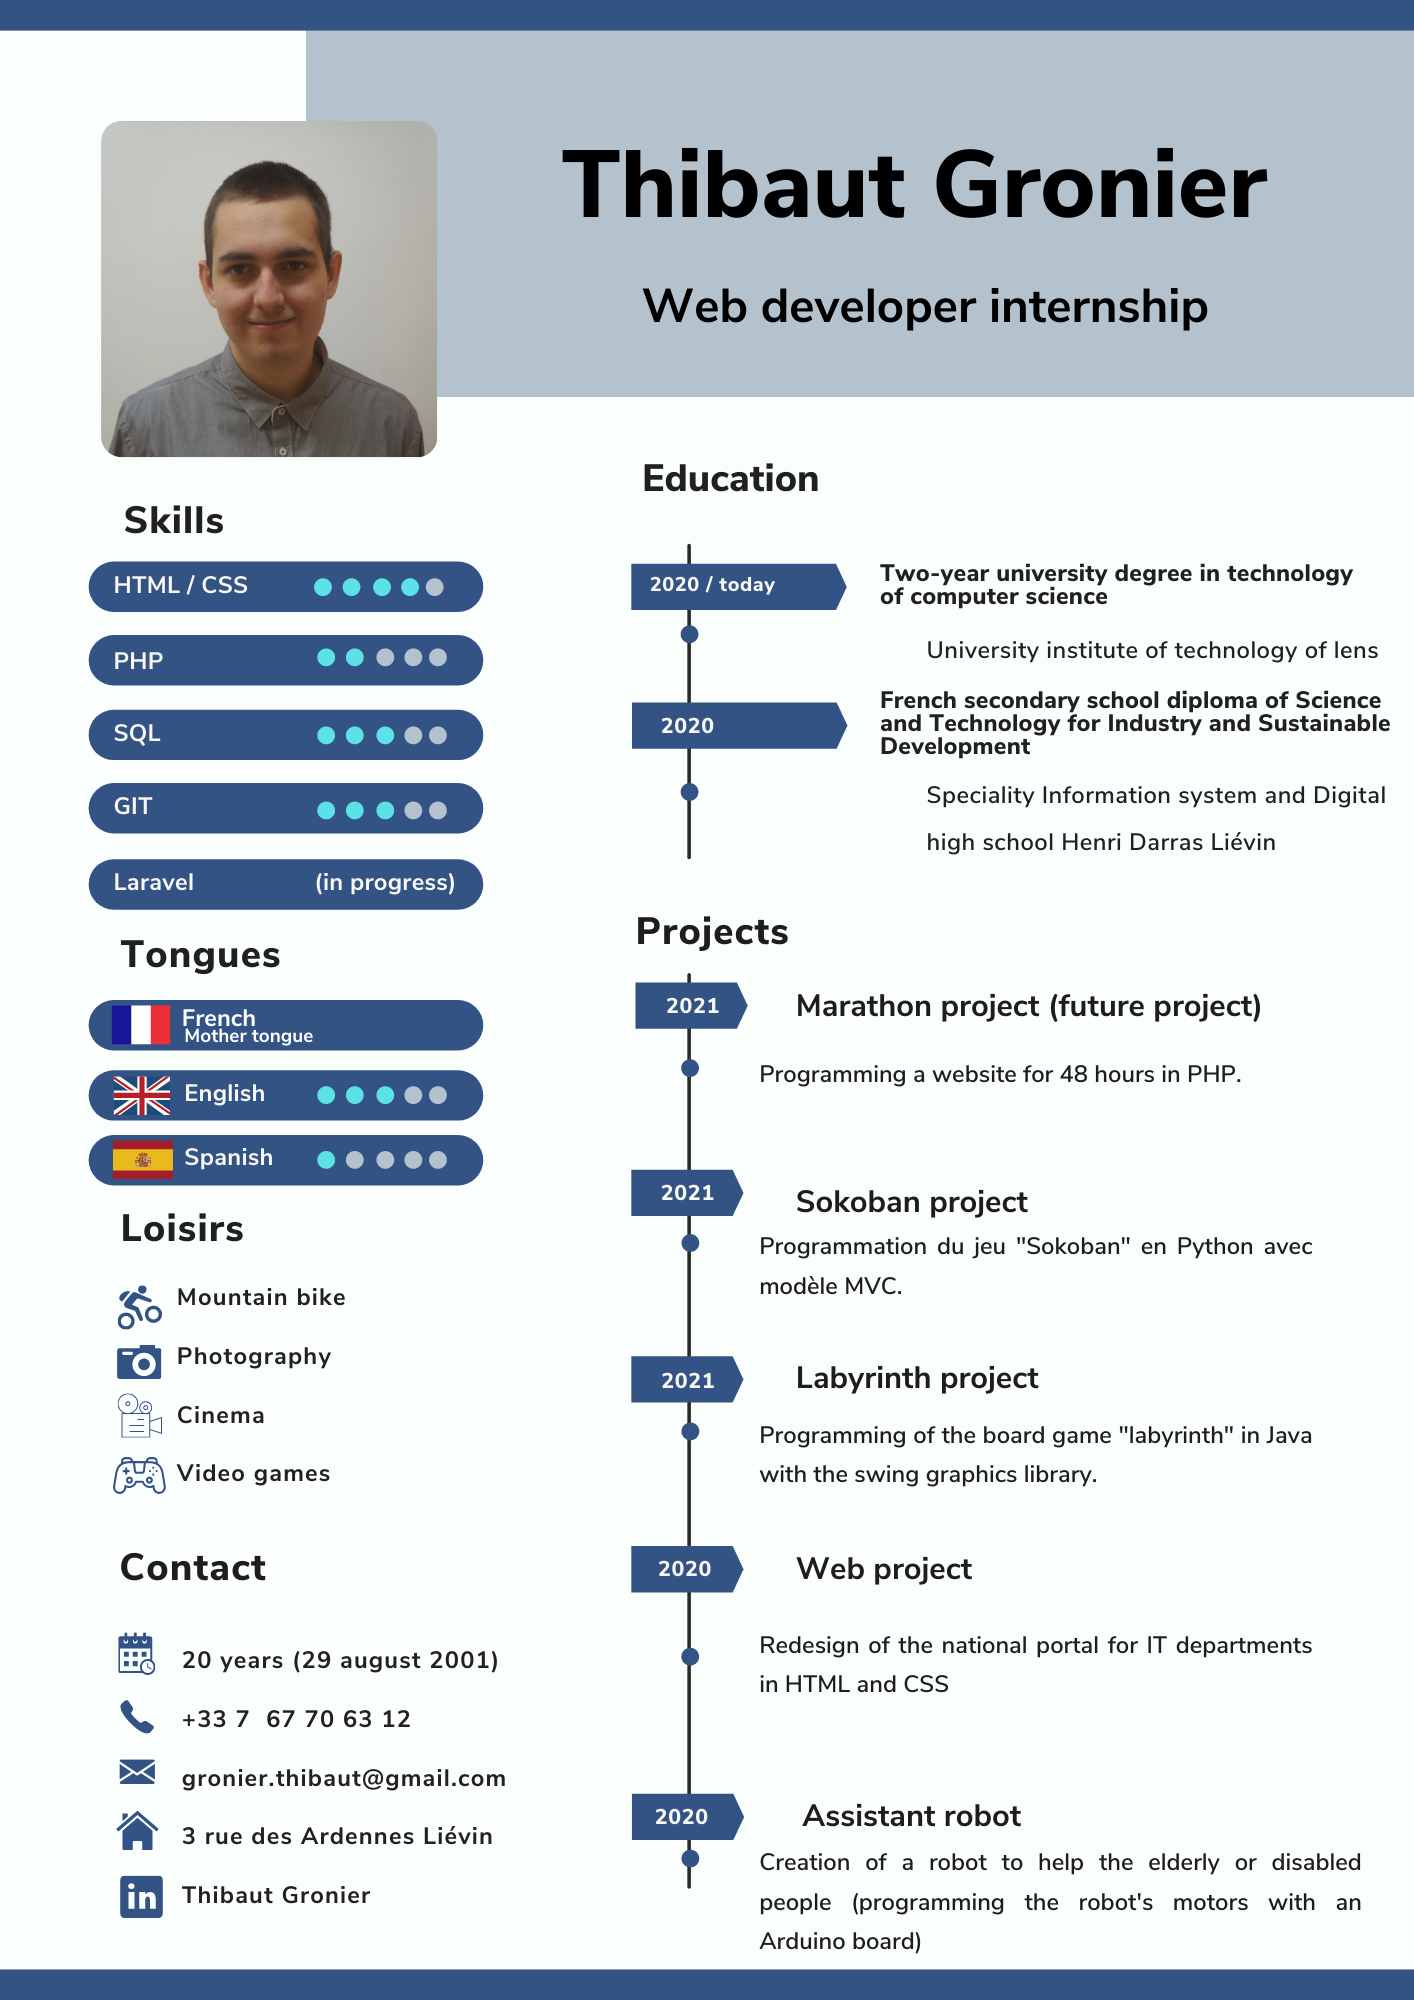 Thibaut Gronier
Web developer internship
Skills
HTML / CSS
PHP
SQL
GIT
Laravel (in progress)
Tongues
French
Mother tongue
English
Spanish
Loisirs
Mountain bike
Photography
Cinema
Video games
Contact
20 years (29 august 2001)
+33 7  67 70 63 12
gronier.thibaut@gmail.com
3 rue des Ardennes Liévin
in Thibaut Gronier
Education
2020 / today
Two-year university degree in technology
of computer science
University institute of technology of lens
2020
French secondary school diploma of Science
and Technology for Industry and Sustainable
Development
Speciality Information system and Digital
high school Henri Darras Liévin
Projects
2021
Marathon project (future project)
Programming a website for 48 hours in PHP.
2021
Sokoban project
Programmation du jeu "Sokoban" en Python avec
modèle MVC.
2021
Labyrinth project
Programming of the board game "labyrinth" in Java
with the swing graphics library.
2020
Web project
Redesign of the national portal for IT departments
in HTML and CSS
2020
Assistant robot
Creation of a robot to help the elderly or disabled
people (programming the robot's motors with an
Arduino board)